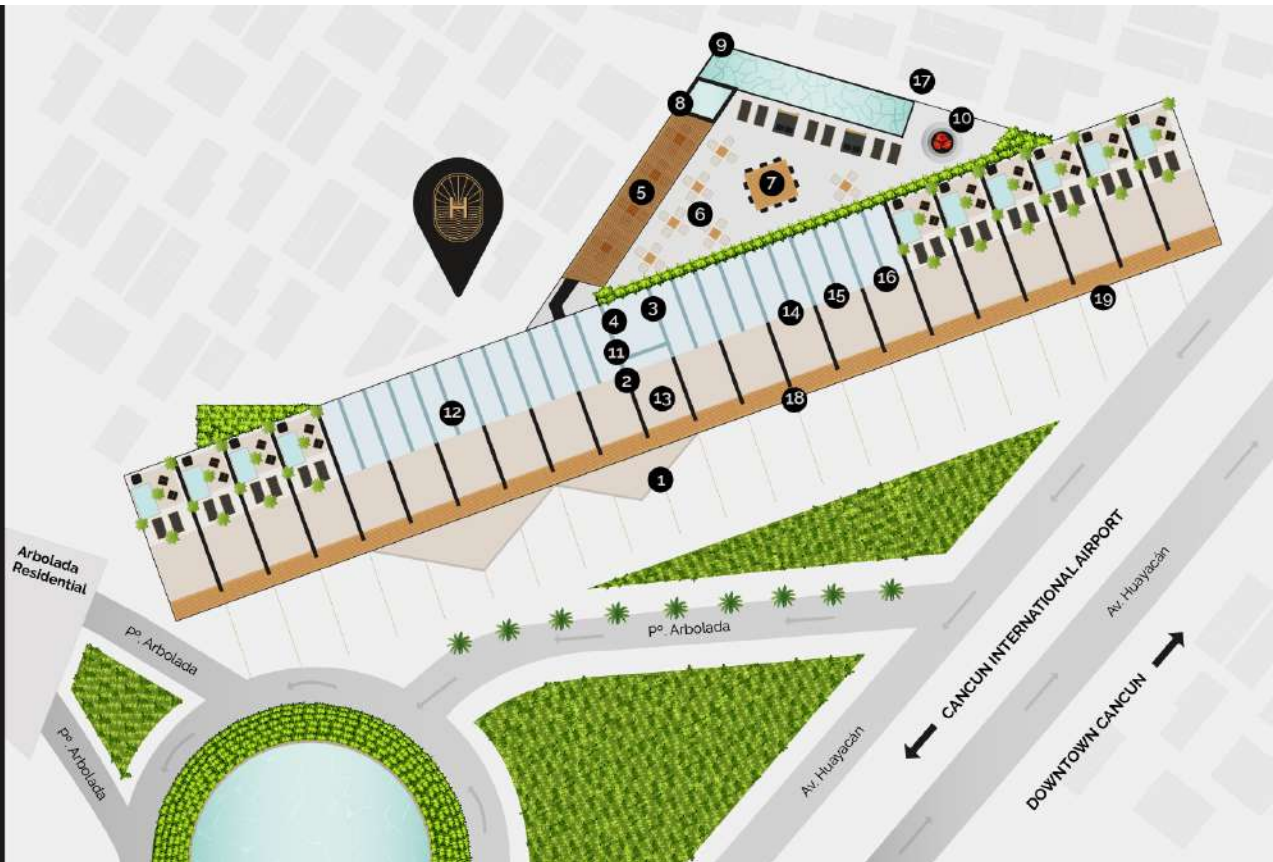 9
17
8
10
5
7
6
16
3
15
19
4
14
11
2
13
18
12
1
H
Arbolada
Residential
Pº. Arbolada
Pº. Arbolada
Pº. Arbolada
Av. Huayacán
CANCUN INTERNATIONAL AIRPORT
Av. Huayacán
DOWNTOWN CANCUN